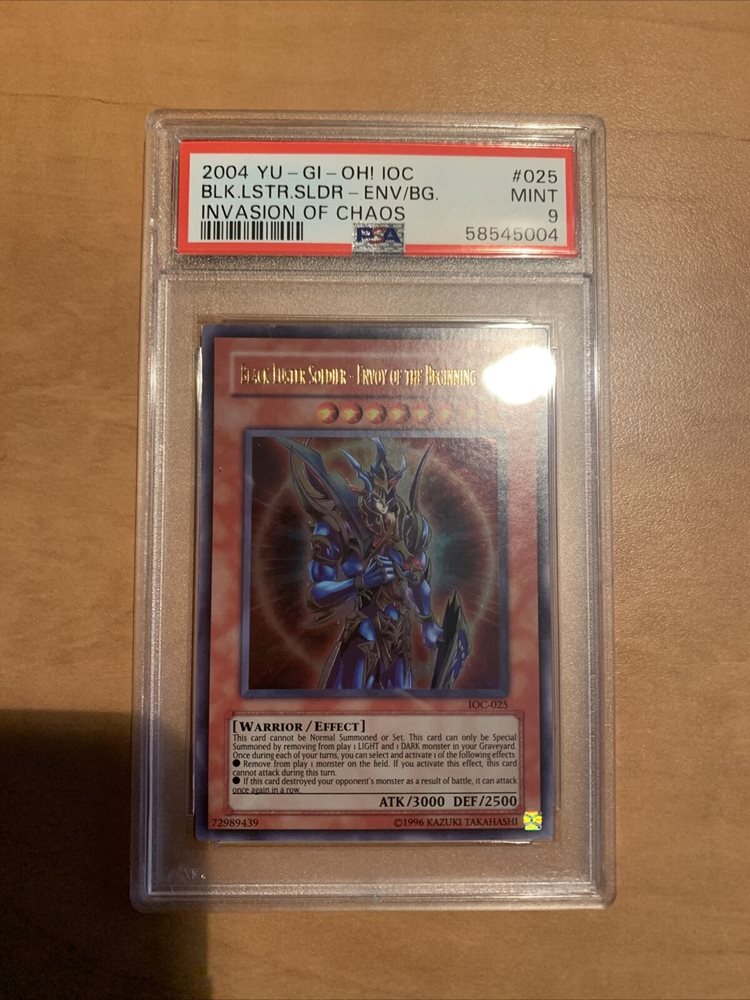 2004 YU-GI-OH! IOC #025
BLK.LSTR.SLDR-ENV/BG. MINT
INVASION OF CHAOS 9
PSA 58545004
BLACK LUSTER SOLDIER - ENVOY OF THE BEGINNING
IOC-025
[WARRIOR / EFFECT]
This card cannot be Normal Summoned or Set. This card can only be Special
Summoned by removing from play 1 LIGHT and 1 DARK monster in your Graveyard.
Once during each of your turns, you can select and activate 1 of the following effects:
● Remove from play 1 monster on the field. If you activate this effect, this card
cannot attack during this turn.
● If this card destroyed your opponent's monster as a result of battle, it can attack
once again in a row.
ATK/3000 DEF/2500
72989439 ©1996 KAZUKI TAKAHASHI